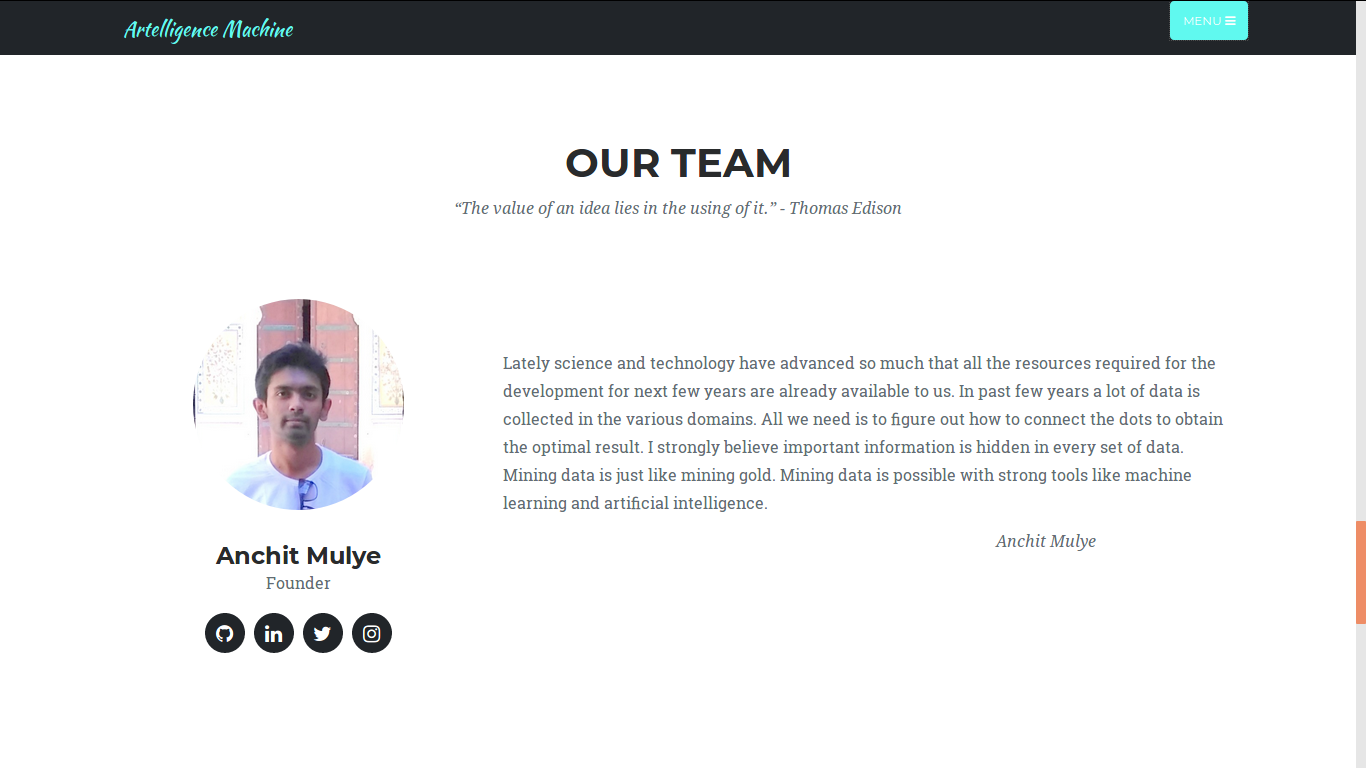 Artelligence Machine
MENU
OUR TEAM
“The value of an idea lies in the using of it.” - Thomas Edison
Lately science and technology have advanced so much that all the resources required for the
development for next few years are already available to us. In past few years a lot of data is
collected in the various domains. All we need is to figure out how to connect the dots to obtain
the optimal result. I strongly believe important information is hidden in every set of data.
Mining data is just like mining gold. Mining data is possible with strong tools like machine
learning and artificial intelligence.
Anchit Mulye
Anchit Mulye
Founder